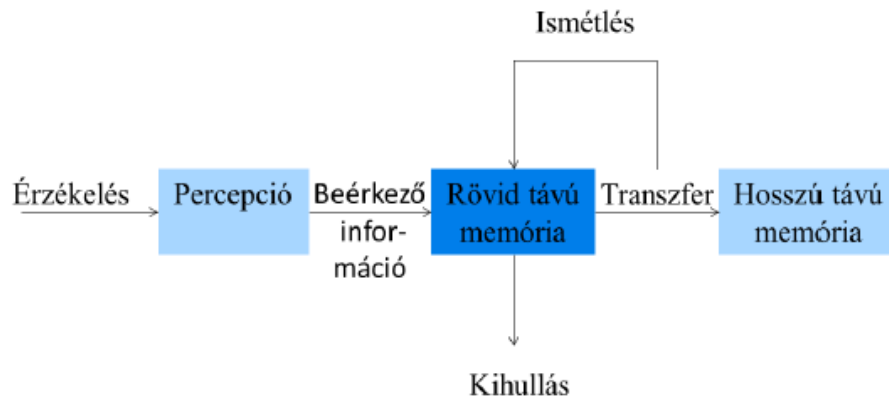 Ismétlés
Érzékelés
Percepció
Beérkező
infor-
máció
Rövid távú
memória
Transzfer
Hosszú távú
memória
Kihullás